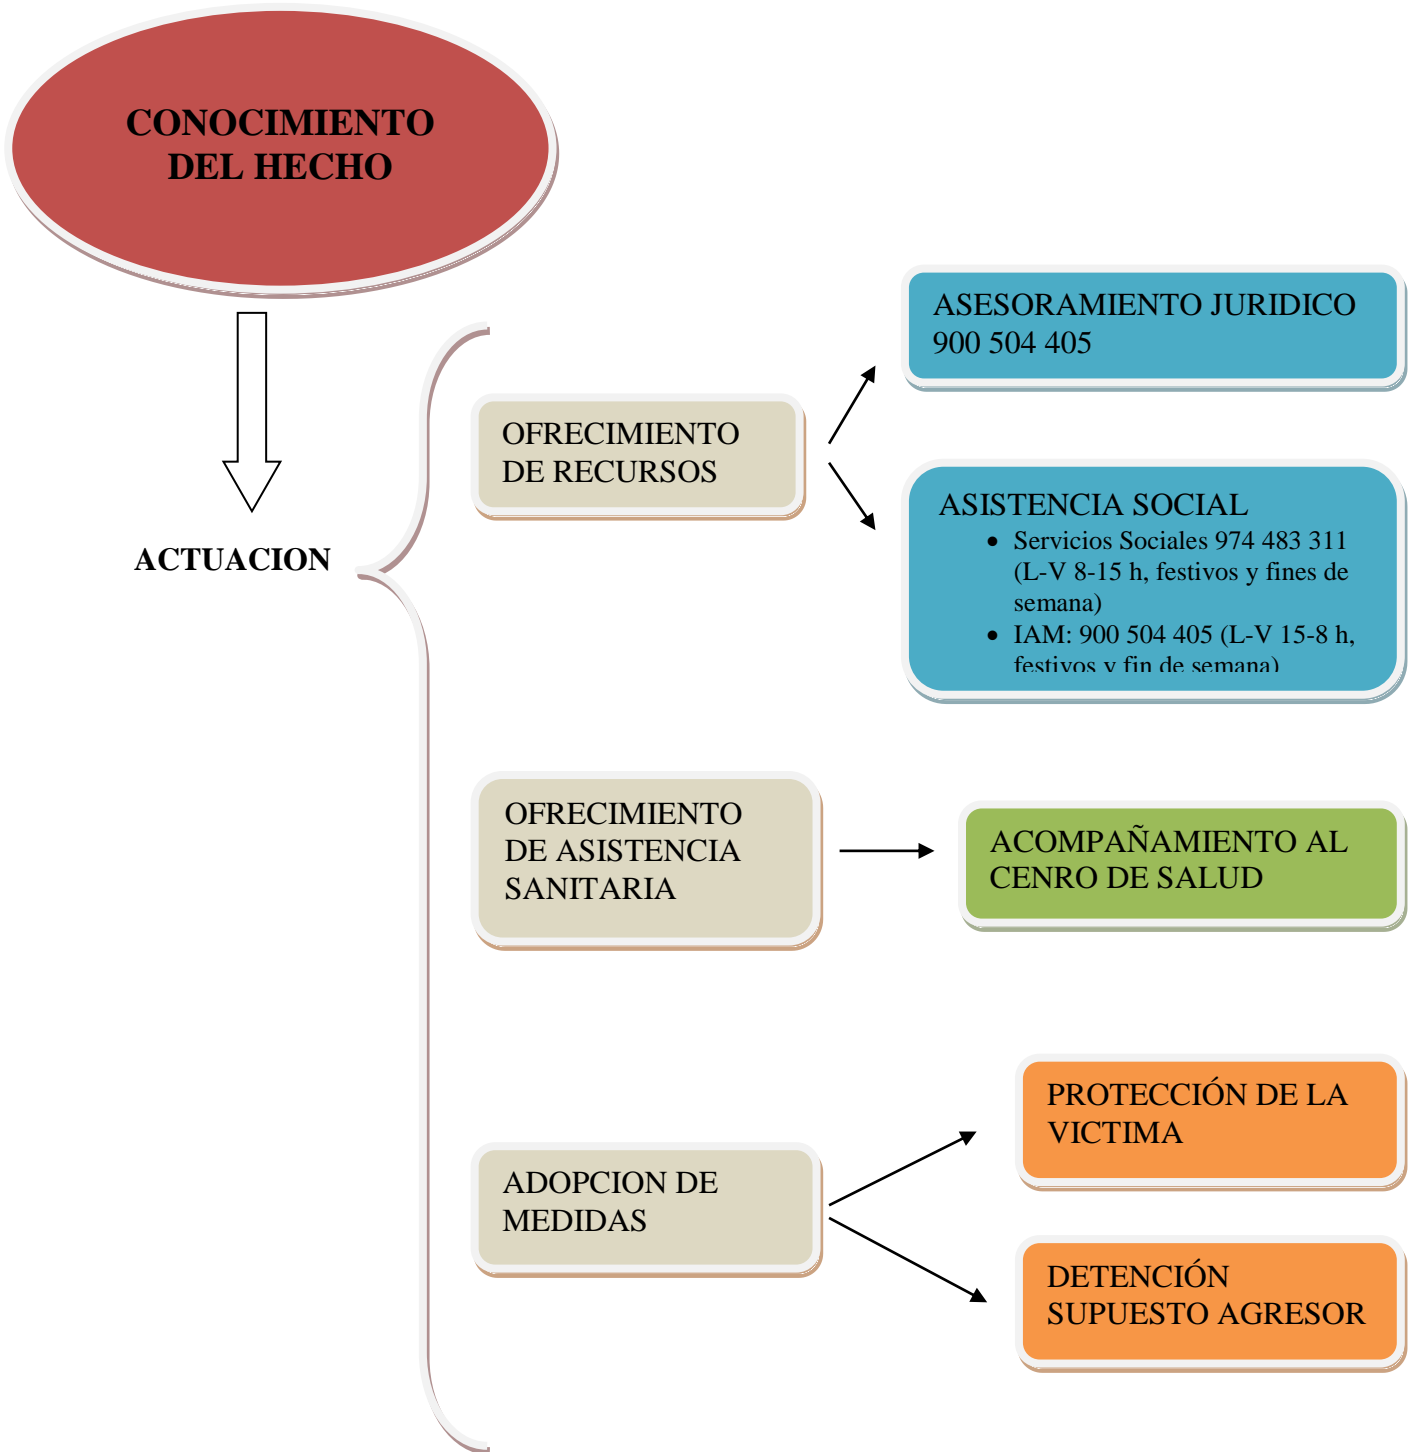 CONOCIMIENTO
DEL HECHO
ACTUACION
OFRECIMIENTO
DE RECURSOS
ASESORAMIENTO JURIDICO
900 504 405
ASISTENCIA SOCIAL
• Servicios Sociales 974 483 311
(L-V 8-15 h, festivos y fines de
semana)
• IAM: 900 504 405 (L-V 15-8 h,
festivos y fin de semana)
OFRECIMIENTO
DE ASISTENCIA
SANITARIA
ACOMPAÑAMIENTO AL
CENRO DE SALUD
ADOPCION DE
MEDIDAS
PROTECCIÓN DE LA
VICTIMA
DETENCIÓN
SUPUESTO AGRESOR